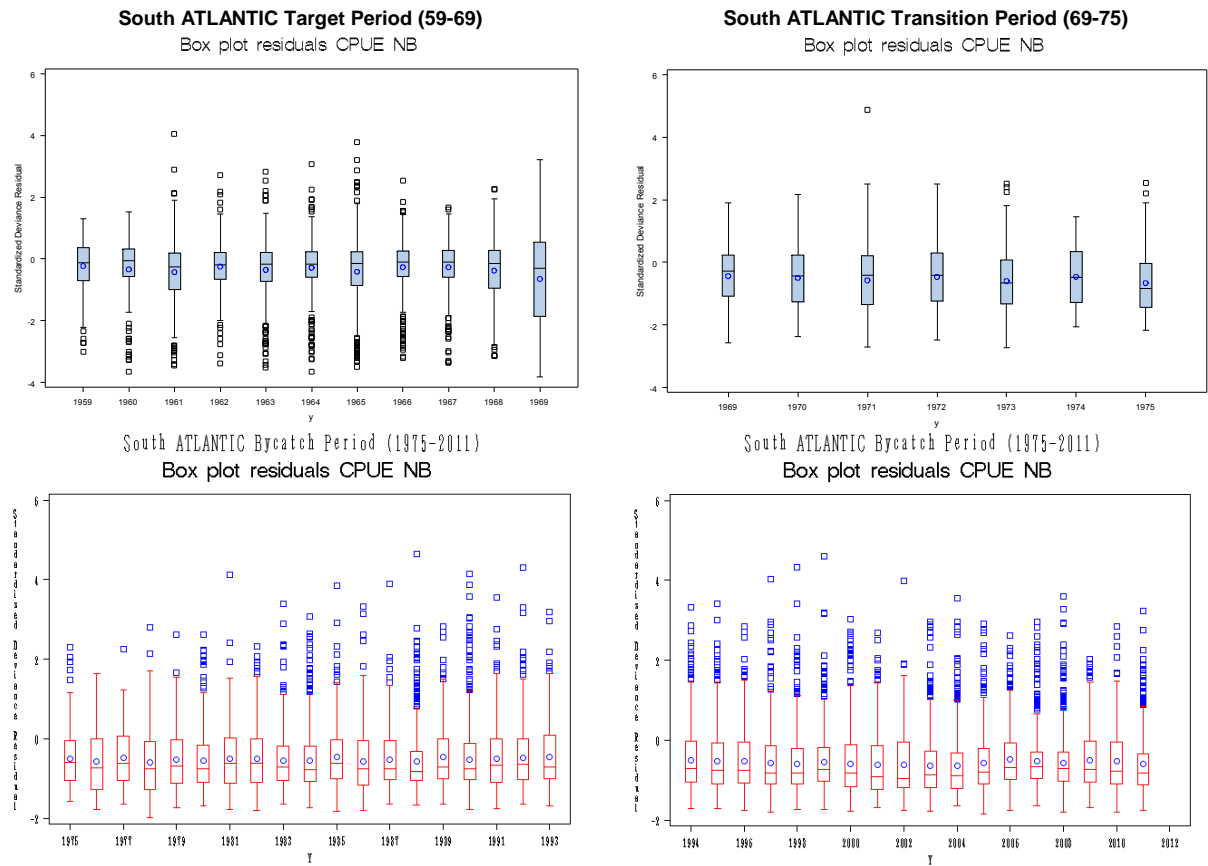 South ATLANTIC Target Period (59-69)
Box plot residuals CPUE NB
6
4
2
0
-2
-4
Standardized Deviance Residual
1959 1960 1961 1962 1963 1964 1965 1966 1967 1968 1969
y
South ATLANTIC Transition Period (69-75)
Box plot residuals CPUE NB
6
4
2
0
-2
-4
Standardized Deviance Residual
1969 1970 1971 1972 1973 1974 1975
y
South ATLANTIC Bycatch Period (1975-2011)
Box plot residuals CPUE NB
6
4
2
0
-2
Standardized Deviance Residual
1975 1977 1979 1981 1983 1985 1987 1989 1991 1993
Y
South ATLANTIC Bycatch Period (1975-2011)
Box plot residuals CPUE NB
6
4
2
0
-2
Standardized Deviance Residual
1994 1996 1998 2000 2002 2004 2006 2008 2010 2012
Y